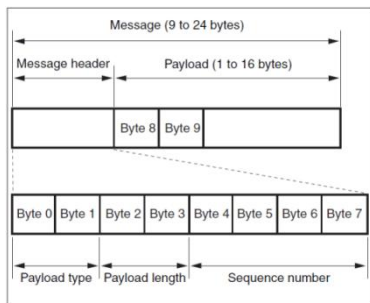 Message (9 to 24 bytes)
Message header Payload (1 to 16 bytes)
Byte 8 Byte 9
Byte 0 Byte 1 Byte 2 Byte 3 Byte 4 Byte 5 Byte 6 Byte 7
Payload type Payload length Sequence number